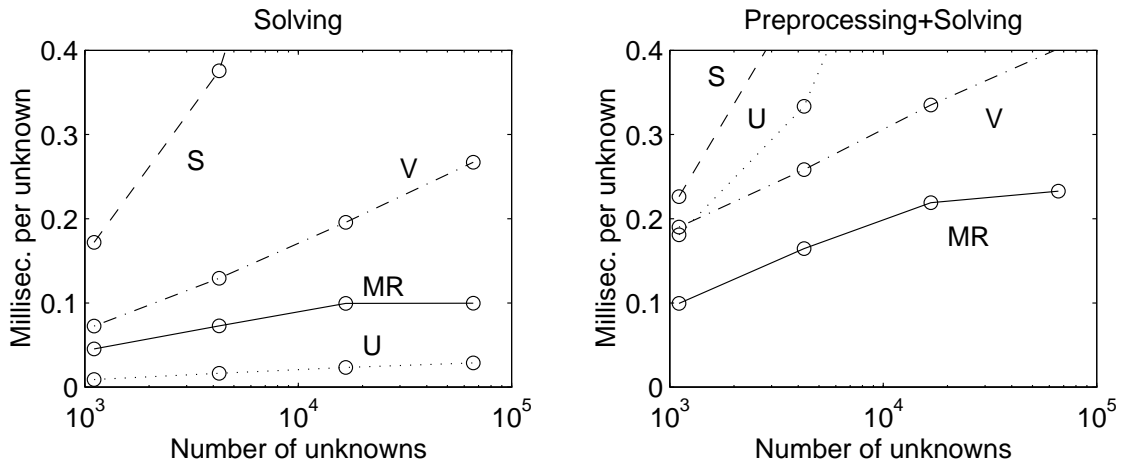 Solving
0.4
0.3
0.2
0.1
0
Millisec. per unknown
S
V
MR
U
10^3
10^4
10^5
Number of unknowns
Preprocessing+Solving
0.4
0.3
0.2
0.1
0
Millisec. per unknown
S
U
V
MR
10^3
10^4
10^5
Number of unknowns